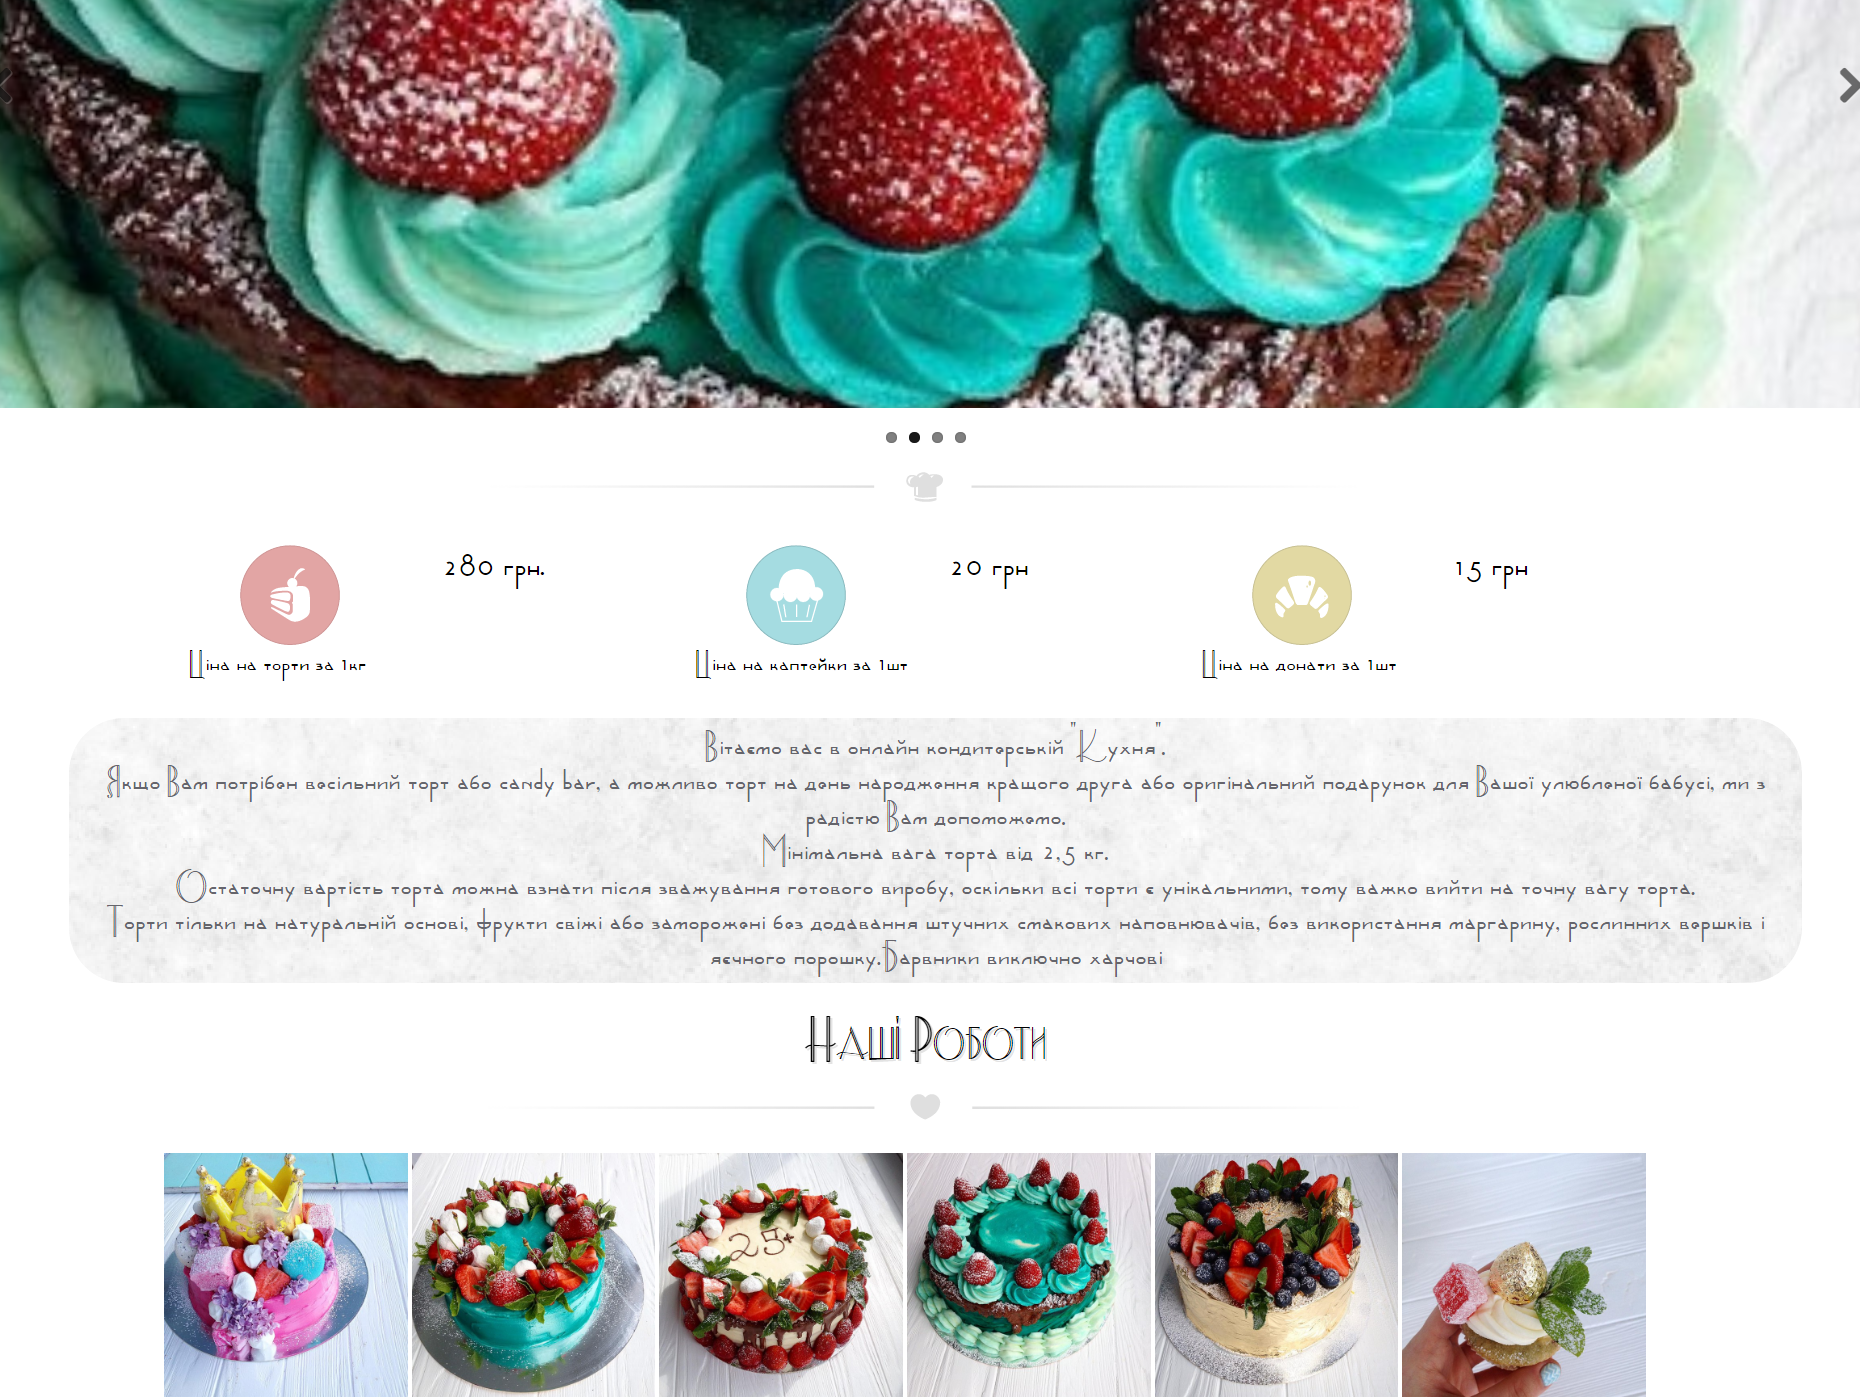 280 грн.
20 грн
15 грн
Ціна на торти за 1кг
Ціна на каптейки за 1шт
Ціна на донати за 1шт
Вітаємо вас в онлайн кондитерській "Кухня".
Якщо Вам потрібен весільний торт або candy bar, а можливо торт на день народження кращого друга або оригінальний подарунок для Вашої улюбленої бабусі, ми з
радістю Вам допоможемо.
Мінімальна вага торта від 2,5 кг.
Остаточну вартість торта можна взнати після зважування готового виробу, оскільки всі торти є унікальними, тому важко вийти на точну вагу торта.
Торти тільки на натуральній основі, фрукти свіжі або заморожені без додавання штучних смакових наповнювачів, без використання маргарину, рослинних вершків і
яєчного порошку.Барвники виключно харчові
Наші Роботи
25+